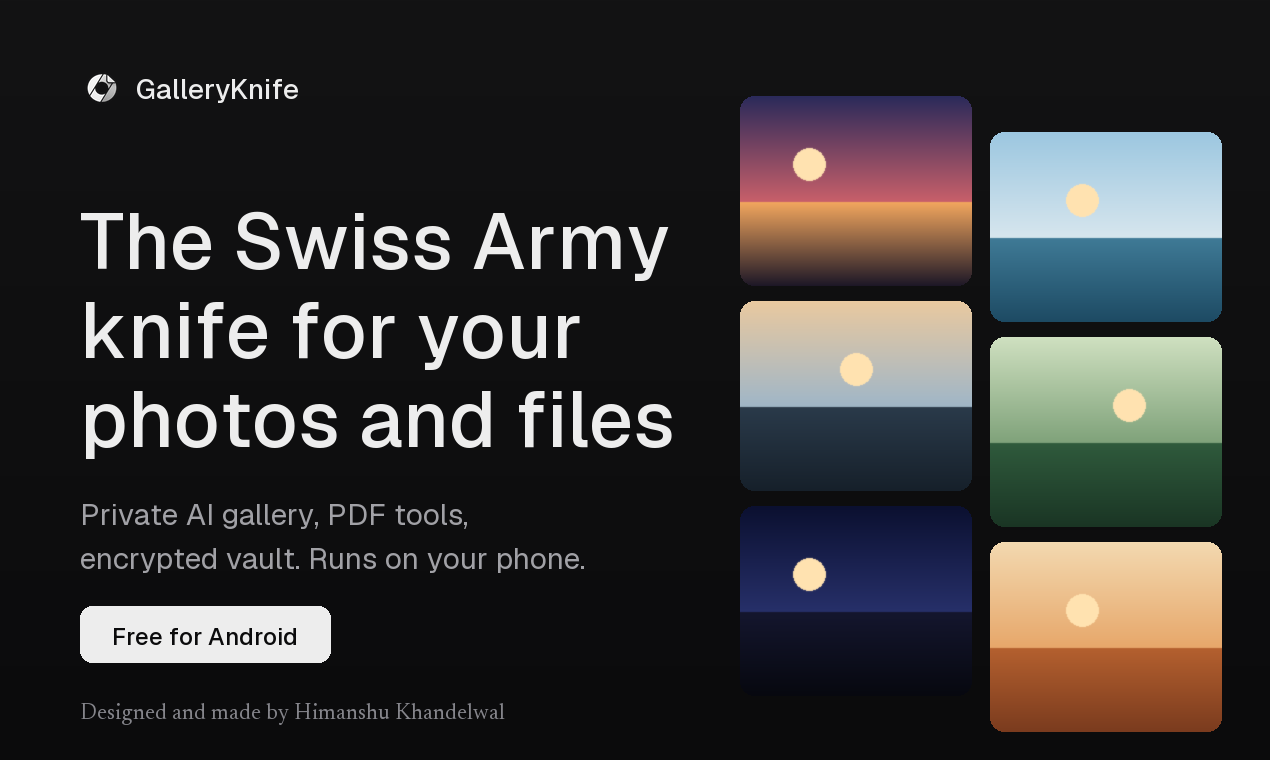 GalleryKnife
The Swiss Army
knife for your
photos and files
Private AI gallery, PDF tools,
encrypted vault. Runs on your phone.
Free for Android
Designed and made by Himanshu Khandelwal